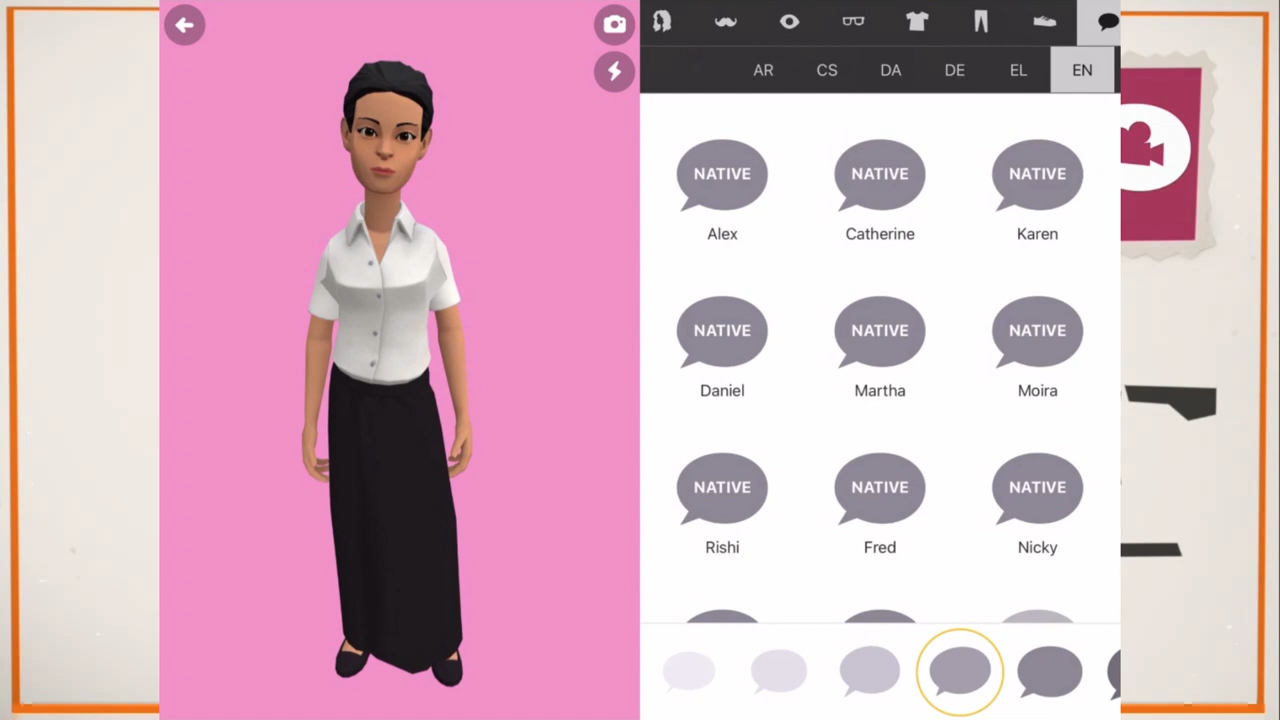 AR CS DA DE EL EN
NATIVE NATIVE NATIVE
Alex Catherine Karen
NATIVE NATIVE NATIVE
Daniel Martha Moira
NATIVE NATIVE NATIVE
Rishi Fred Nicky